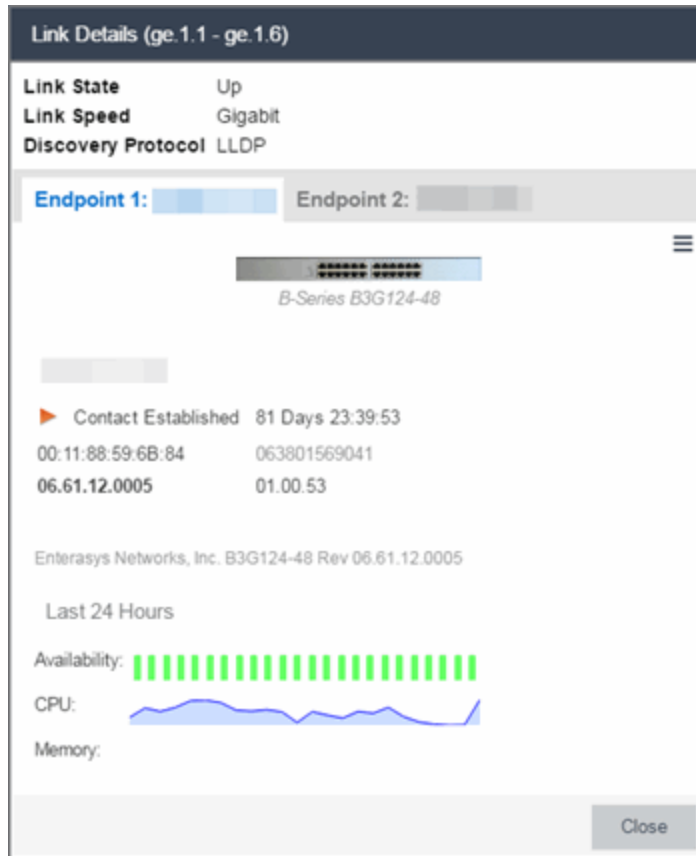 Link Details (ge.1.1 - ge.1.6)
Link State Up
Link Speed Gigabit
Discovery Protocol LLDP
Endpoint 1: Endpoint 2:
B-Series B3G124-48
Contact Established 81 Days 23:39:53
00:11:88:59:6B:84 063801569041
06.61.12.0005 01.00.53
Enterasys Networks, Inc. B3G124-48 Rev 06.61.12.0005
Last 24 Hours
Availability:
CPU:
Memory:
Close